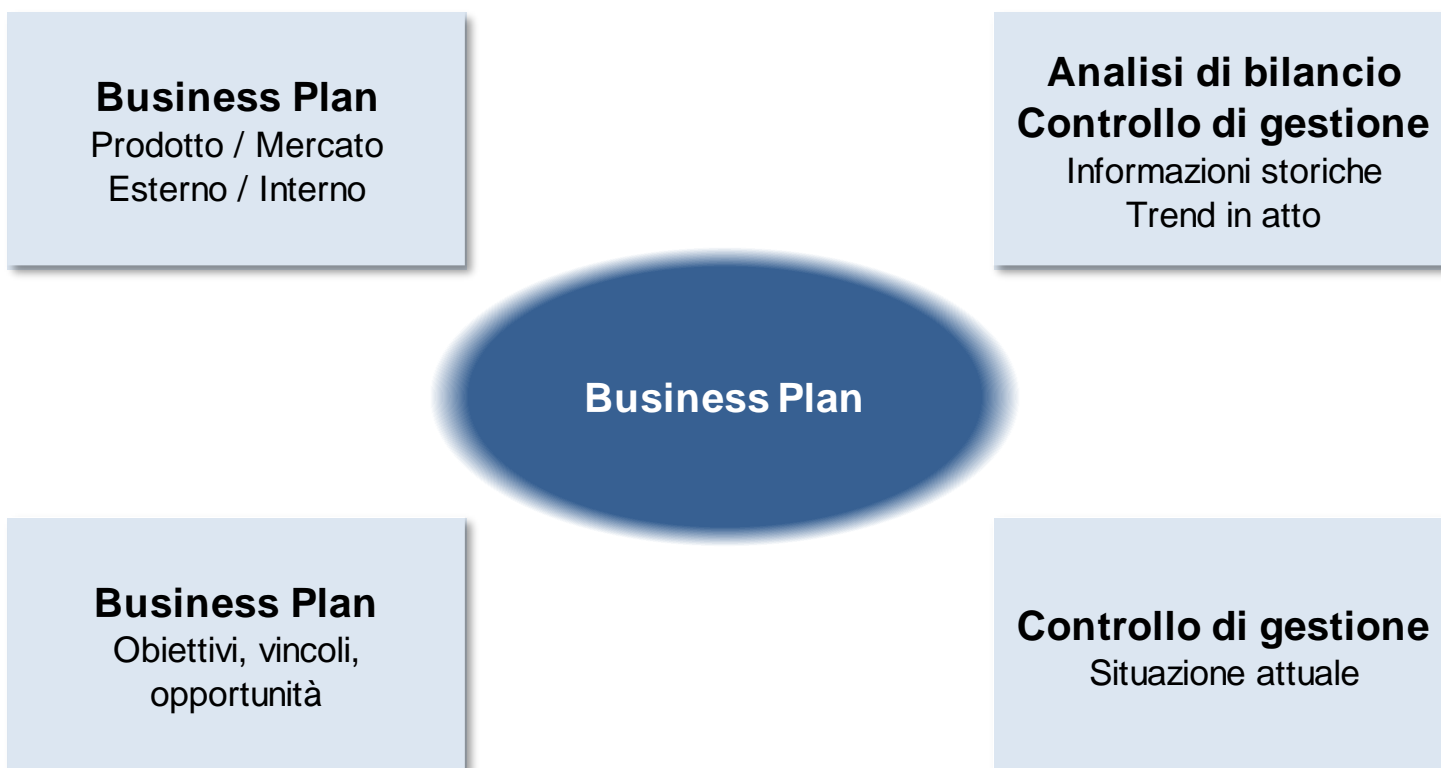 Business Plan
Prodotto / Mercato
Esterno / Interno
Analisi di bilancio
Controllo di gestione
Informazioni storiche
Trend in atto
Business Plan
Business Plan
Obiettivi, vincoli,
opportunità
Controllo di gestione
Situazione attuale